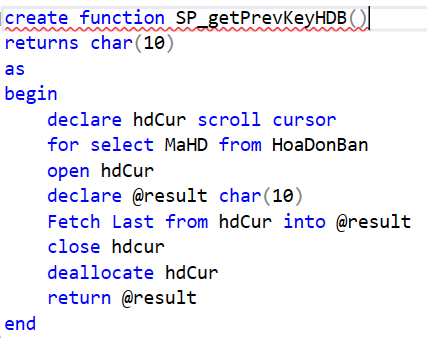 create function SP_getPrevKeyHDB()
returns char(10)
as
begin
declare hdCur scroll cursor
for select MaHD from HoaDonBan
open hdCur
declare @result char(10)
Fetch Last from hdCur into @result
close hdcur
deallocate hdCur
return @result
end